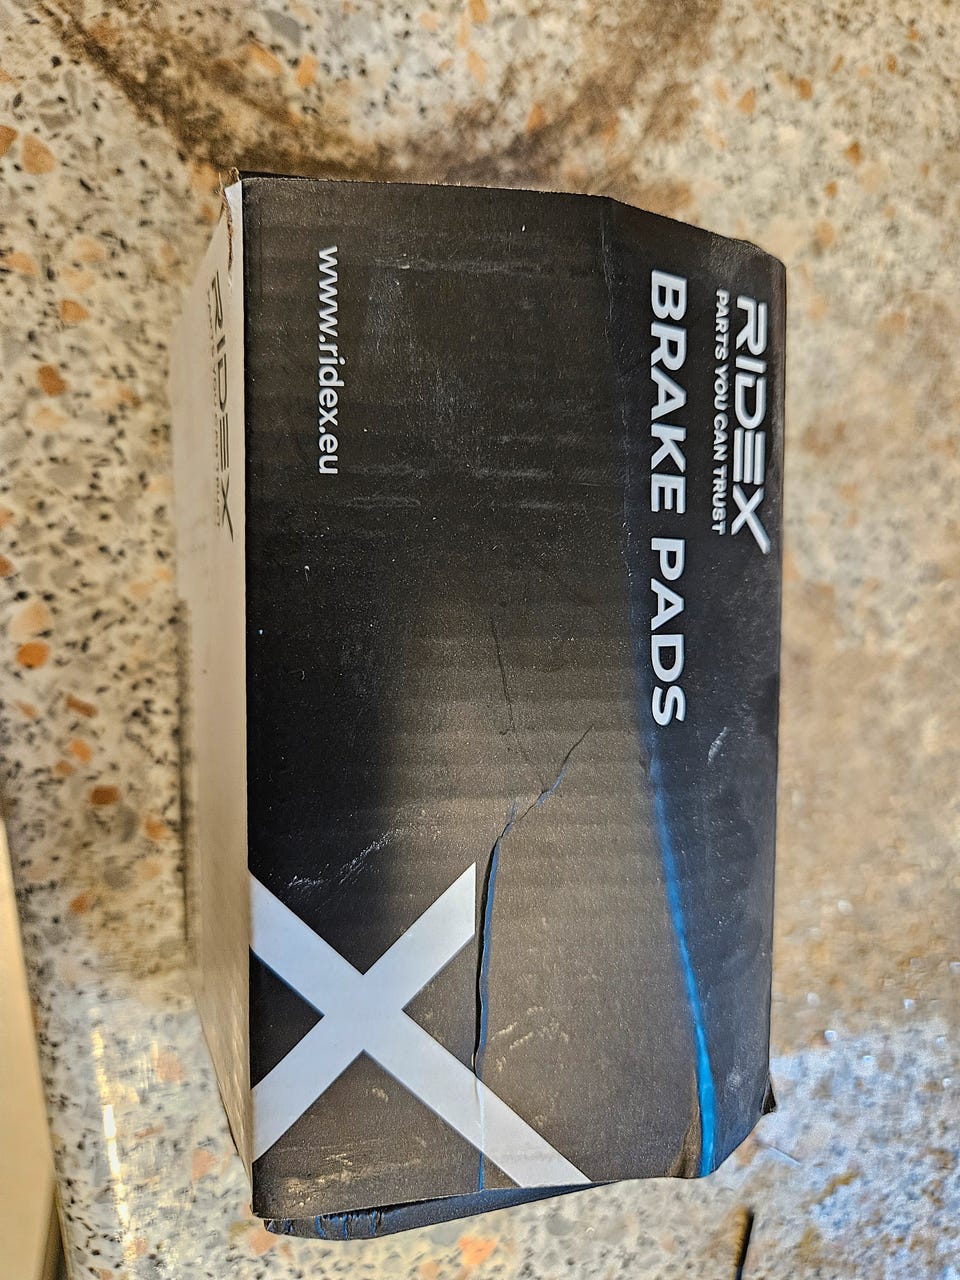 RIDEX
PARTS YOU CAN TRUST
BRAKE PADS
www.ridex.eu
RIDEX